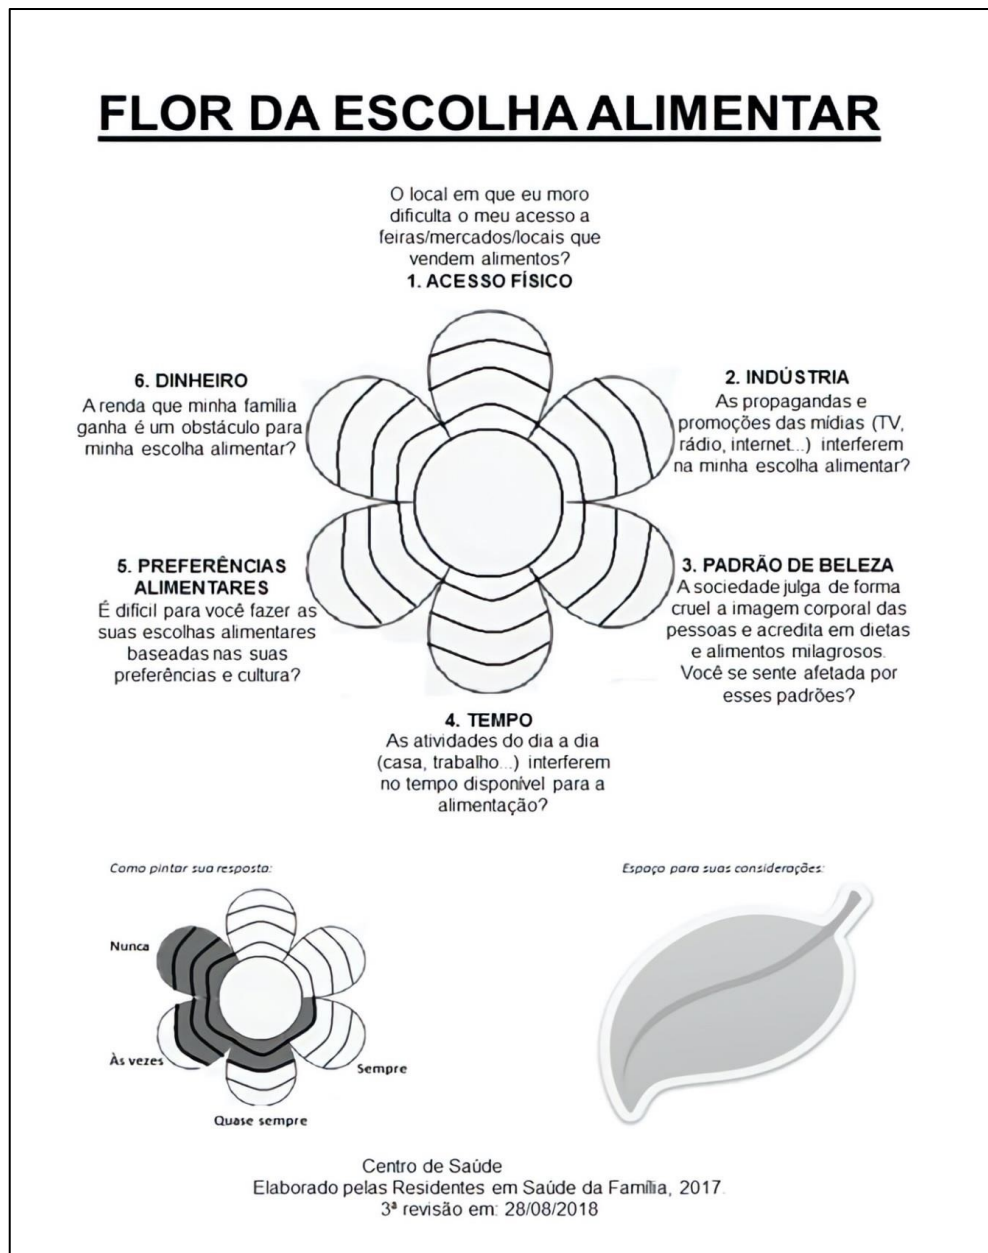 FLOR DA ESCOLHA ALIMENTAR
O local em que eu moro
dificulta o meu acesso a
feiras/mercados/locais que
vendem alimentos?
1. ACESSO FÍSICO
2. INDÚSTRIA
As propagandas e
promoções das mídias (TV,
rádio, internet...) interferem
na minha escolha alimentar?
3. PADRÃO DE BELEZA
A sociedade julga de forma
cruel a imagem corporal das
pessoas e acredita em dietas
e alimentos milagrosos.
Você se sente afetada por
esses padrões?
4. TEMPO
As atividades do dia a dia
(casa, trabalho...) interferem
no tempo disponível para a
alimentação?
5. PREFERÊNCIAS
ALIMENTARES
É difícil para você fazer as
suas escolhas alimentares
baseadas nas suas
preferências e cultura?
6. DINHEIRO
A renda que minha família
ganha é um obstáculo para
minha escolha alimentar?
Como pintar sua resposta:
Nunca
Às vezes
Quase sempre
Sempre
Espaço para suas considerações:
Centro de Saúde
Elaborado pelas Residentes em Saúde da Família, 2017.
3ª revisão em: 28/08/2018